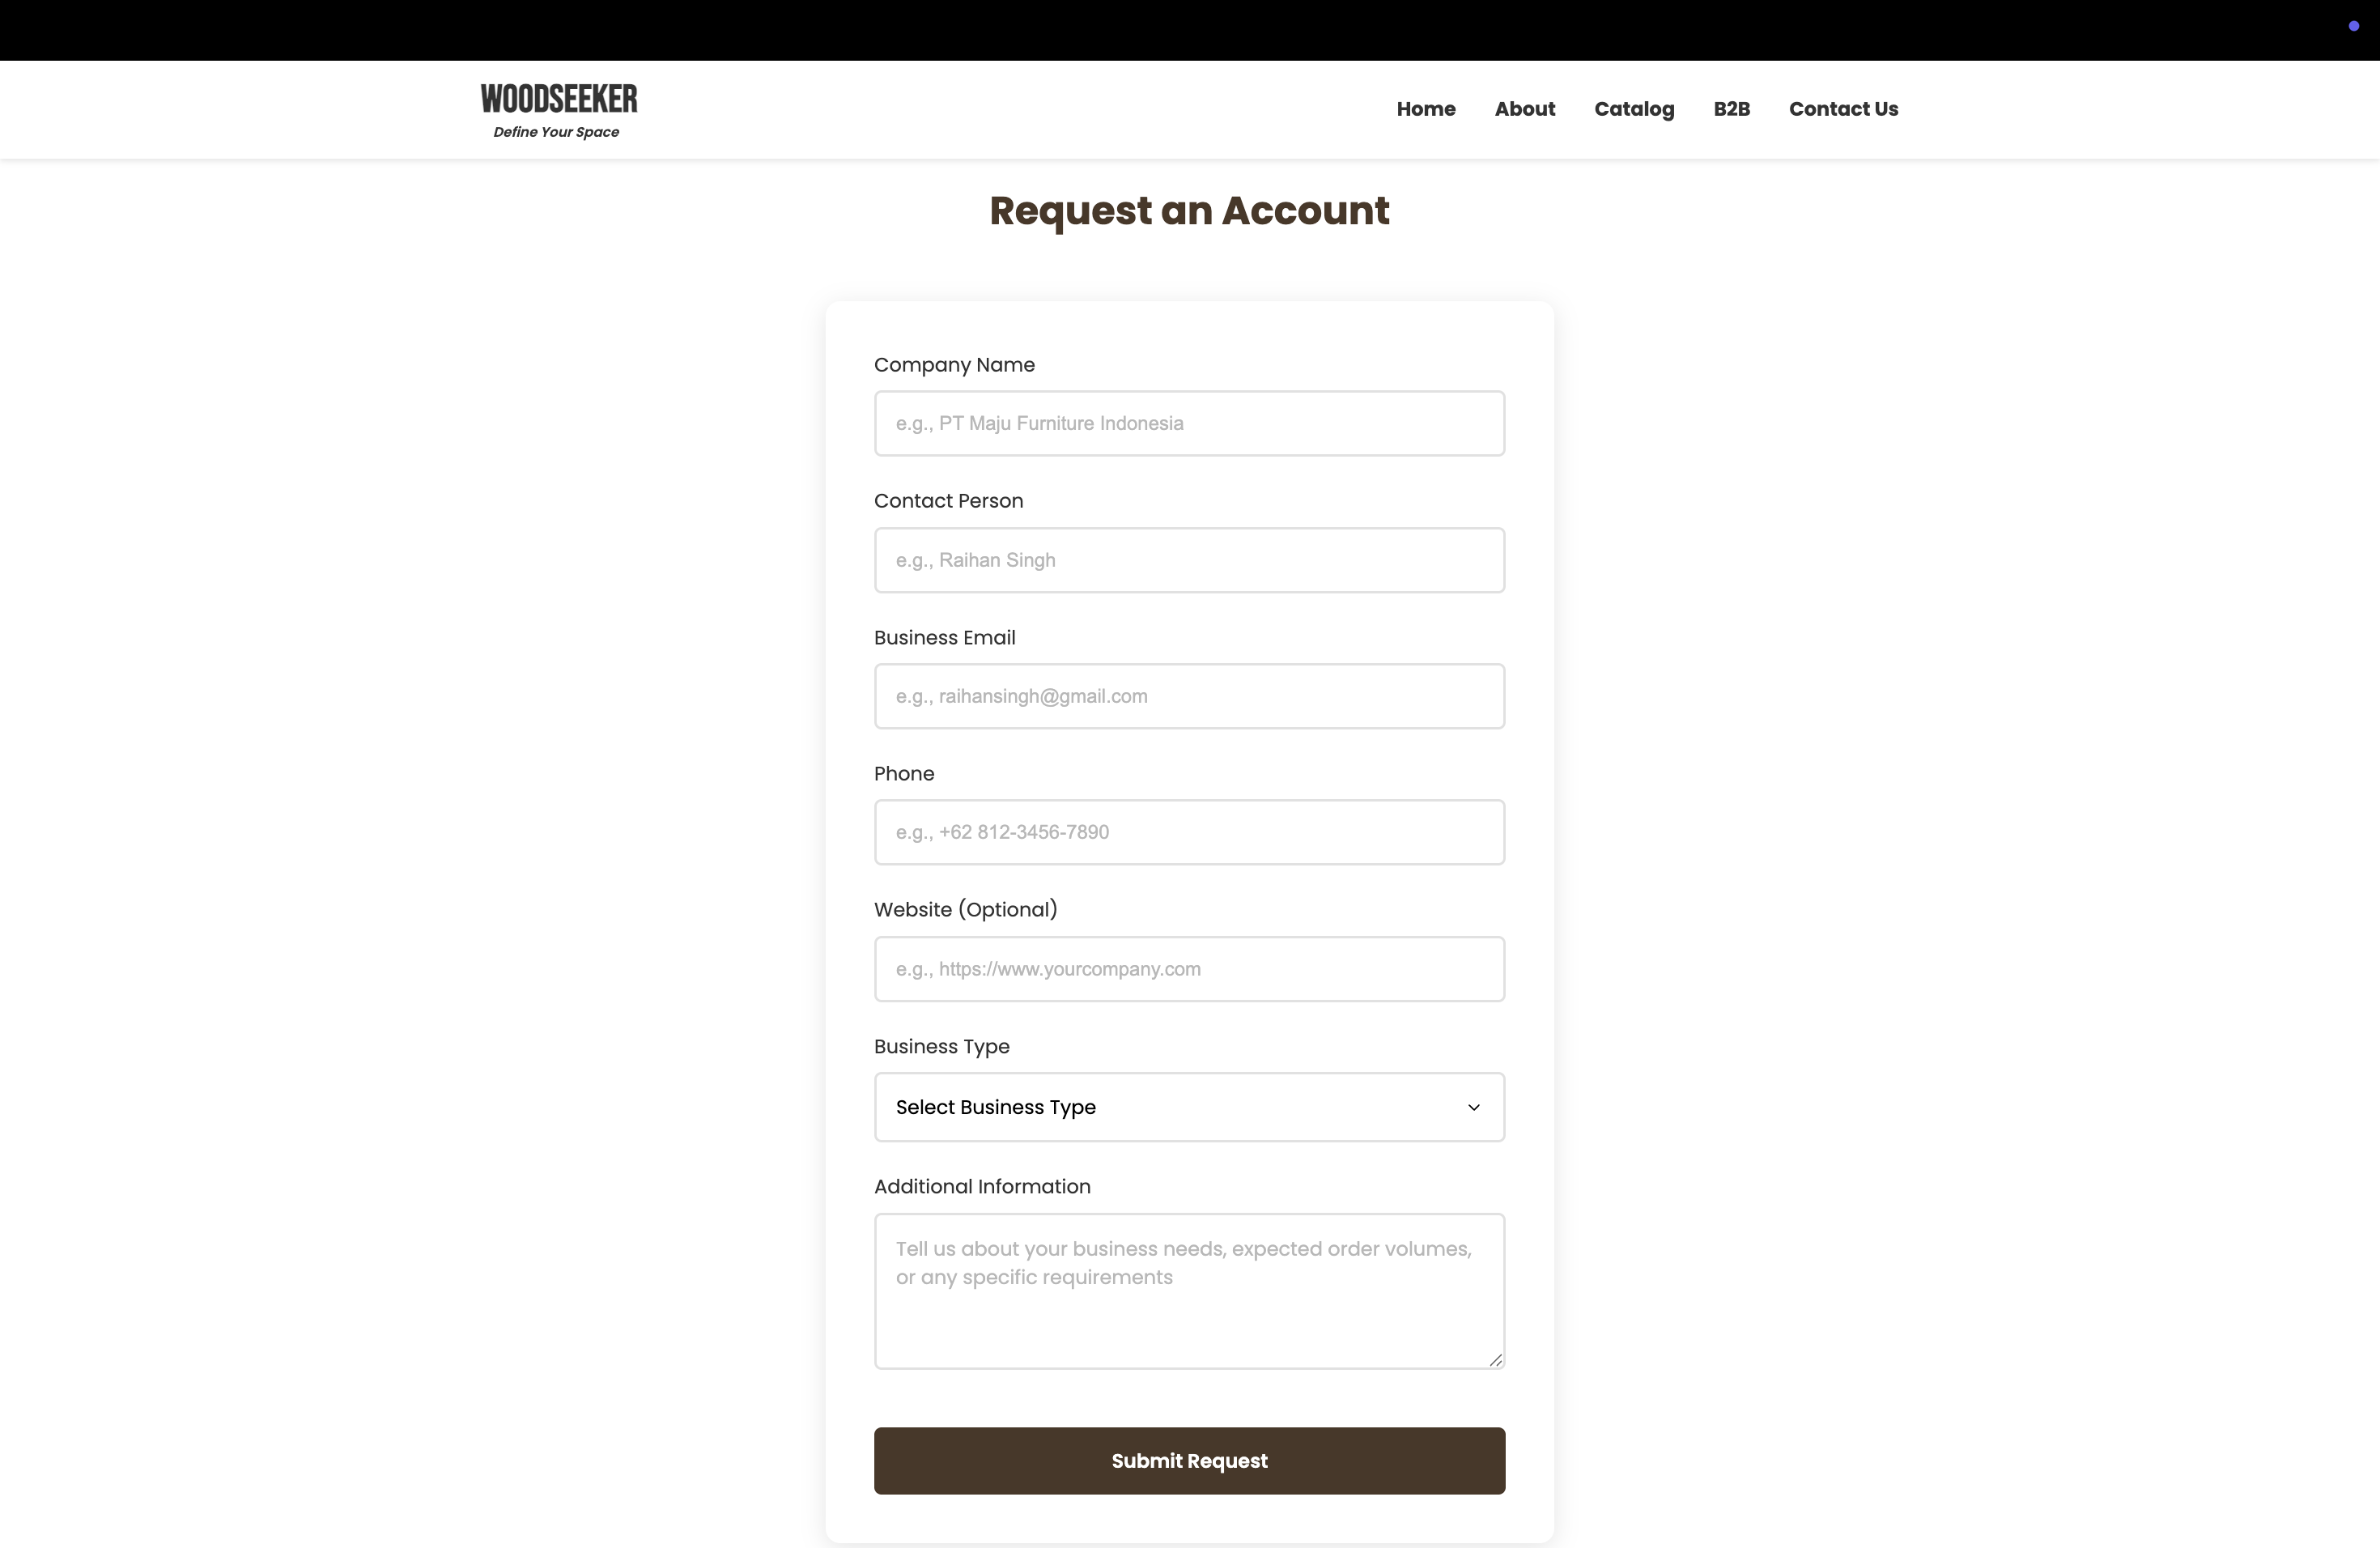 WOODSEEKER
Define Your Space
Home
About
Catalog
B2B
Contact Us
Request an Account
Company Name
e.g., PT Maju Furniture Indonesia
Contact Person
e.g., Raihan Singh
Business Email
e.g., raihansingh@gmail.com
Phone
e.g., +62 812-3456-7890
Website (Optional)
e.g., https://www.yourcompany.com
Business Type
Select Business Type
Additional Information
Tell us about your business needs, expected order volumes,
or any specific requirements
Submit Request